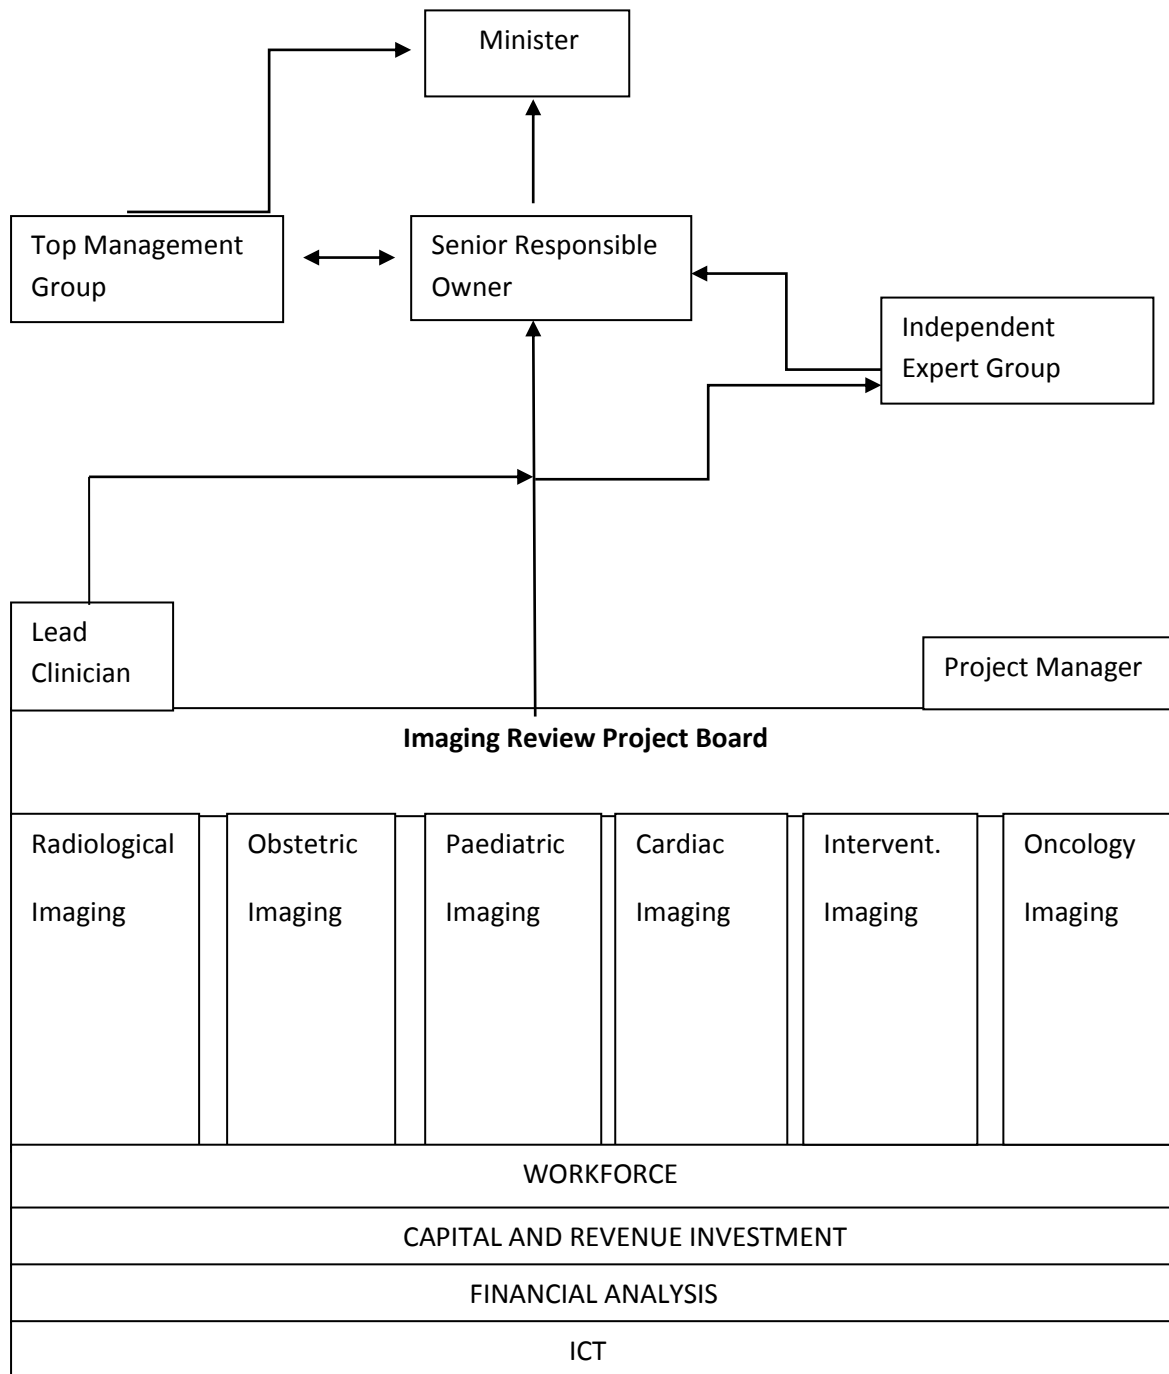 Minister
Top Management
Group
Senior Responsible
Owner
Independent
Expert Group
Lead
Clinician
Project Manager
Imaging Review Project Board
Radiological
Imaging
Obstetric
Imaging
Paediatric
Imaging
Cardiac
Imaging
Intervent.
Imaging
Oncology
Imaging
WORKFORCE
CAPITAL AND REVENUE INVESTMENT
FINANCIAL ANALYSIS
ICT